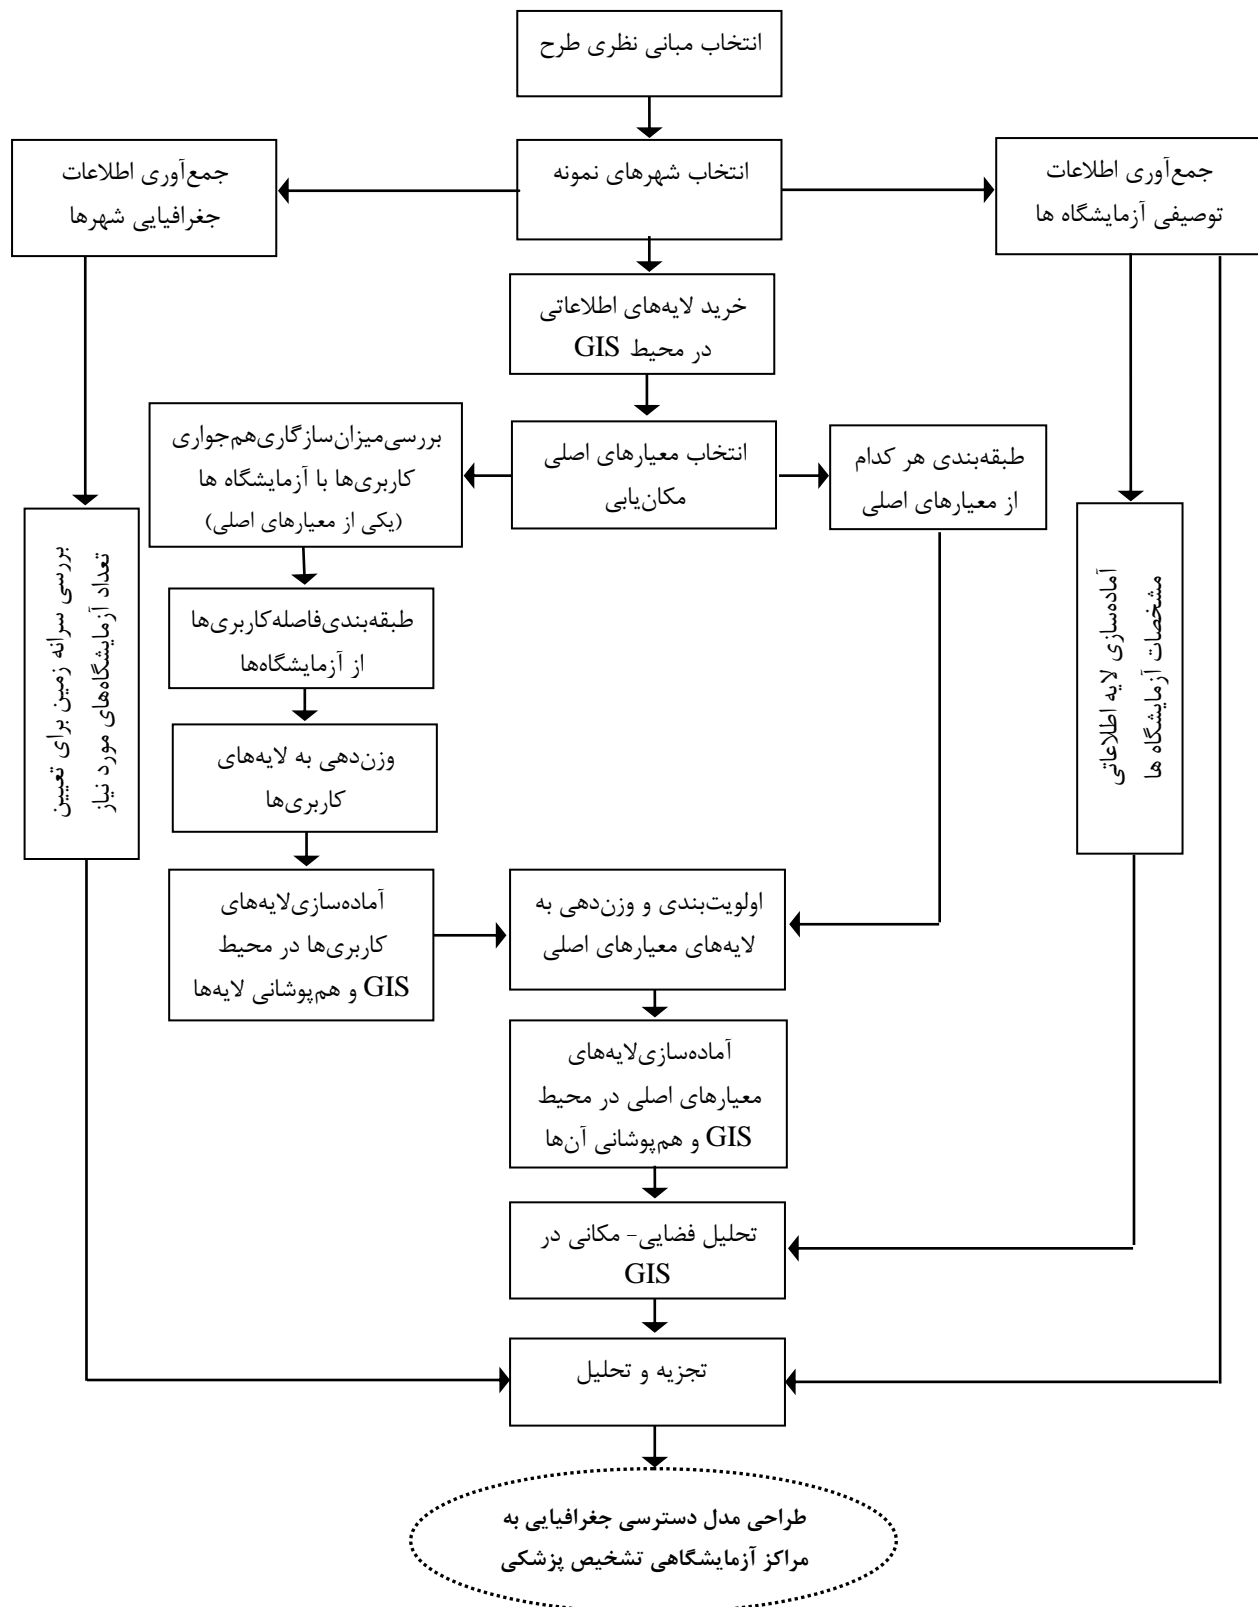 انتخاب مبانی نظری طرح
جمع‌آوری اطلاعات
توصیفی آزمایشگاه ها
انتخاب شهرهای نمونه
جمع‌آوری اطلاعات
جغرافیایی شهرها
خرید لایه‌های اطلاعاتی
در محیط GIS
طبقه‌بندی هر کدام
از معیارهای اصلی
انتخاب معیارهای اصلی
مکان‌یابی
بررسی میزان سازگاری هم‌جواری
کاربری‌ها با آزمایشگاه ها
(یکی از معیارهای اصلی)
آماده‌سازی لایه اطلاعاتی
مشخصات آزمایشگاه ها
بررسی سرانه زمین برای تعیین
تعداد آزمایشگاه‌های مورد نیاز
طبقه‌بندی فاصله کاربری‌ها
از آزمایشگاه‌ها
وزن‌دهی به لایه‌های
کاربری‌ها
اولویت‌بندی و وزن‌دهی به
لایه‌های معیارهای اصلی
آماده‌سازی لایه‌های
کاربری‌ها در محیط
GIS و هم‌پوشانی لایه‌ها
آماده‌سازی لایه‌های
معیارهای اصلی در محیط
GIS و هم‌پوشانی آن‌ها
تحلیل فضایی- مکانی در
GIS
تجزیه و تحلیل
طراحی مدل دسترسی جغرافیایی به
مراکز آزمایشگاهی تشخیص پزشکی